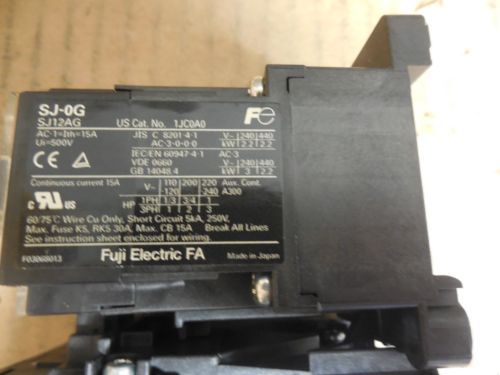 SJ-0G
SJ12AG
US Cat. No. 1JC0A0
Fe
AC-1=Ith=15A
Ui=500V
JIS C 8201-4-1
AC-3-0-0-0
V~ 240 440
kW 2.2 2.2
IEC/EN 60947-4-1 AC-3
VDE 0660
GB 14048.4
V~ 240 440
kW 3 2.2
CE
Continuous current 15A
V~ 110-120 200 220-240
Aux. Cont.
A300
HP 1PH 1/3 3/4 1
3PH 1 2 3
C UL US
60/75°C Wire Cu Only, Short Circuit 5kA, 250V,
Max. Fuse K5, RK5 30A, Max. CB 15A Break All Lines
See instruction sheet enclosed for wiring.
F03068013
Fuji Electric FA
Made in Japan